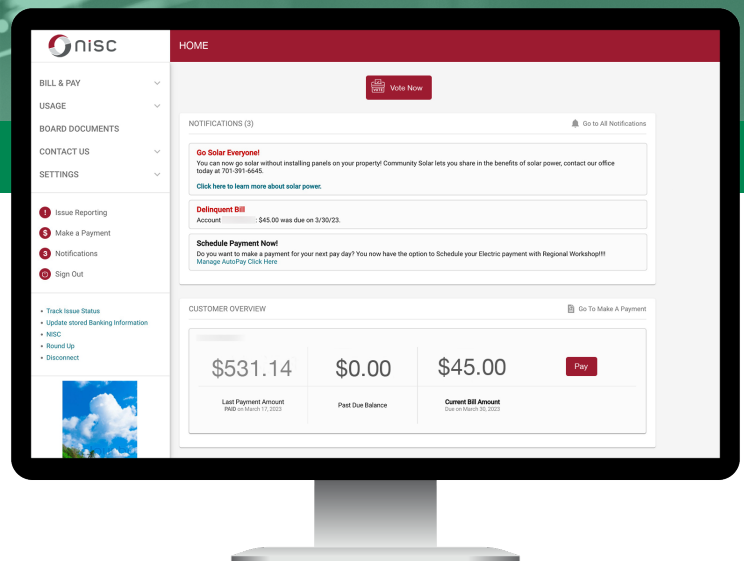 nisc
HOME
BILL & PAY
USAGE
BOARD DOCUMENTS
CONTACT US
SETTINGS
! Issue Reporting
$ Make a Payment
3 Notifications
Sign Out
• Track Issue Status
• Update stored Banking Information
• NISC
• Round Up
• Disconnect
VOTE Vote Now
NOTIFICATIONS (3)
Go to All Notifications
Go Solar Everyone!
You can now go solar without installing panels on your property! Community Solar lets you share in the benefits of solar power, contact our office
today at 701-391-6645.
Click here to learn more about solar power.
Delinquent Bill
Account : $45.00 was due on 3/30/23.
Schedule Payment Now!
Do you want to make a payment for your next pay day? You now have the option to Schedule your Electric payment with Regional Workshop!!!!
Manage AutoPay Click Here
CUSTOMER OVERVIEW
Go To Make A Payment
$531.14
Last Payment Amount
PAID on March 17, 2023
$0.00
Past Due Balance
$45.00
Current Bill Amount
Due on March 30, 2023
Pay